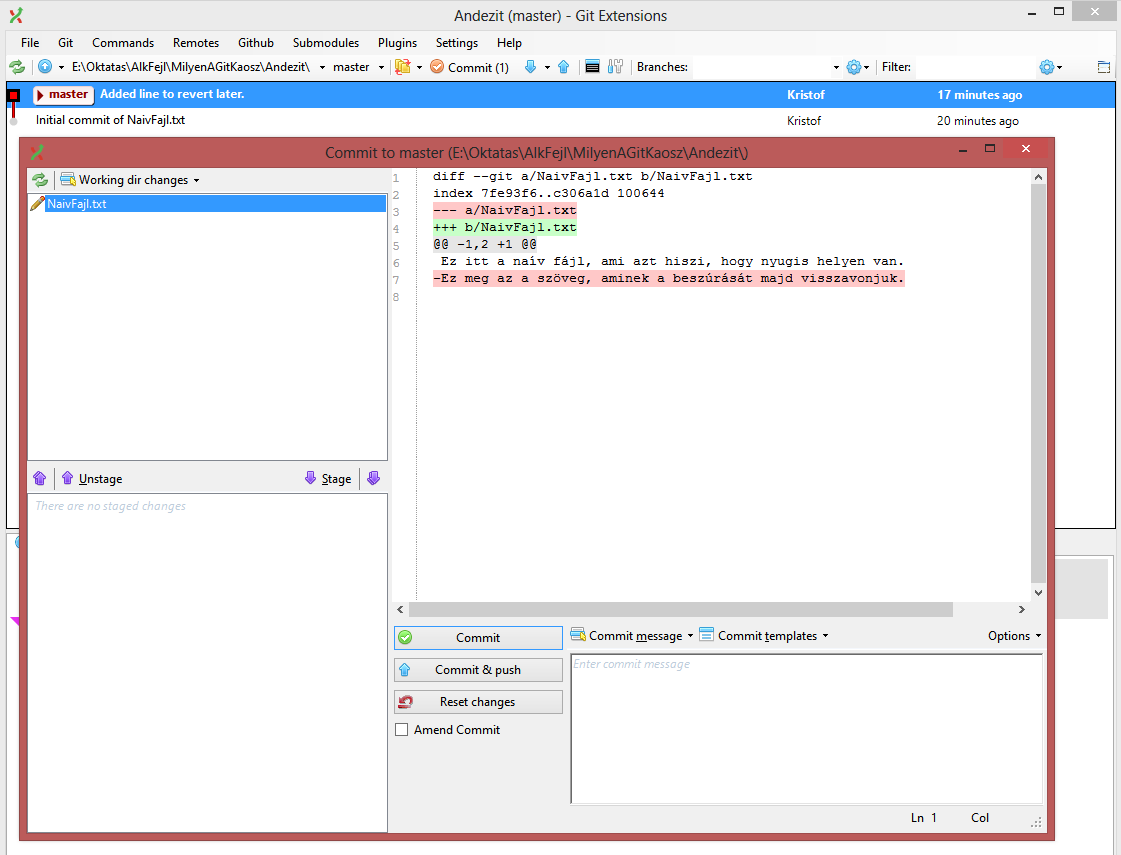 Andezit (master) - Git Extensions
File Git Commands Remotes Github Submodules Plugins Settings Help
E:\Oktatas\AlkFejl\MilyenAGitKaosz\Andezit\ master Commit (1) Branches: Filter:
master Added line to revert later. Kristof 17 minutes ago
Initial commit of NaivFajl.txt Kristof 20 minutes ago
Commit to master (E:\Oktatas\AlkFejl\MilyenAGitKaosz\Andezit\)
Working dir changes
NaivFajl.txt
1 diff --git a/NaivFajl.txt b/NaivFajl.txt
2 index 7fe93f6..c306a1d 100644
3 --- a/NaivFajl.txt
4 +++ b/NaivFajl.txt
5 @@ -1,2 +1 @@
6 Ez itt a naív fájl, ami azt hiszi, hogy nyugis helyen van.
7 -Ez meg az a szöveg, aminek a beszúrását majd visszavonjuk.
8
Unstage Stage
There are no staged changes
Commit
Commit & push
Reset changes
Amend Commit
Commit message Commit templates Options
Enter commit message
Ln 1 Col